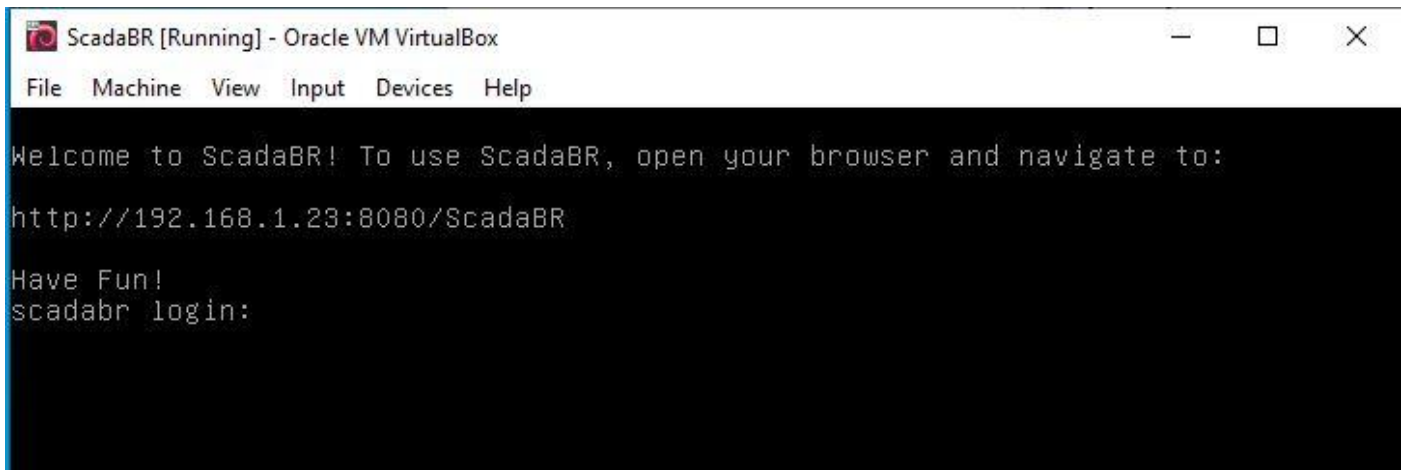 ScadaBR [Running] - Oracle VM VirtualBox
File Machine View Input Devices Help
Welcome to ScadaBR! To use ScadaBR, open your browser and navigate to:
http://192.168.1.23:8080/ScadaBR
Have Fun!
scadabr login: